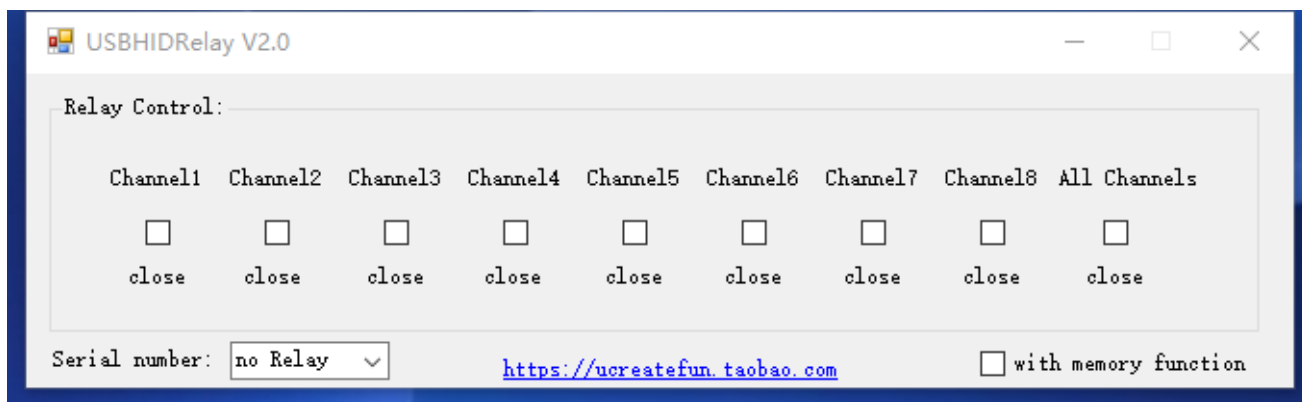 USBHIDRelay V2.0
Relay Control:
Channel1 Channel2 Channel3 Channel4 Channel5 Channel6 Channel7 Channel8 All Channels
close close close close close close close close close
Serial number: no Relay https://ucreatefun.taobao.com with memory function